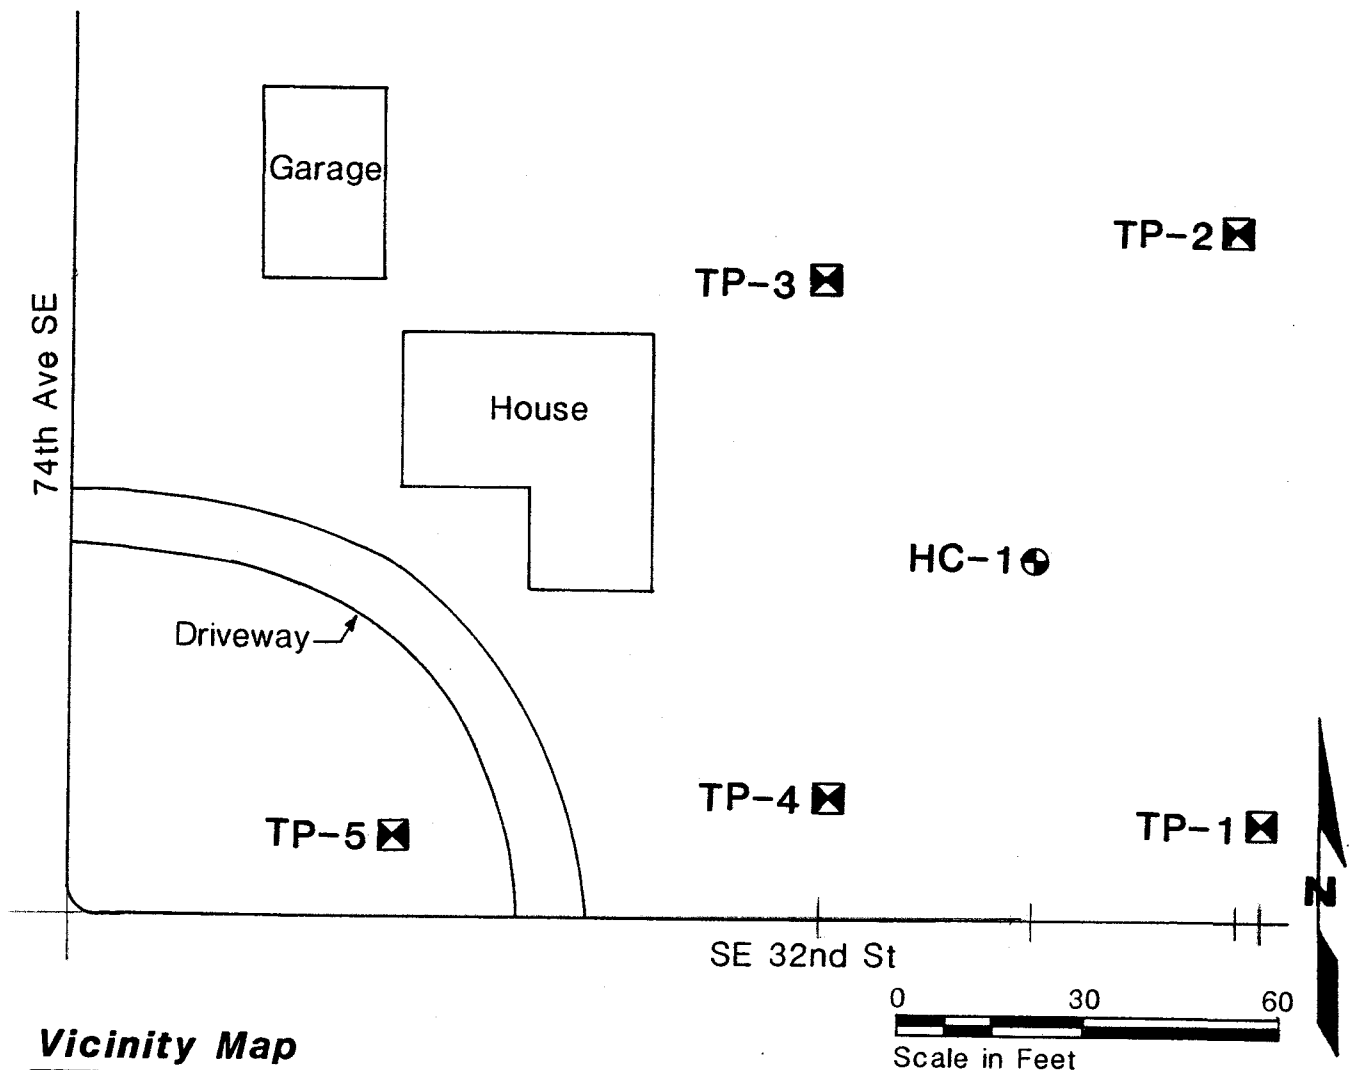 Garage
TP-2
TP-3
74th Ave SE
House
HC-1
Driveway
TP-4
TP-5
TP-1
N
SE 32nd St
0 30 60
Scale in Feet
Vicinity Map